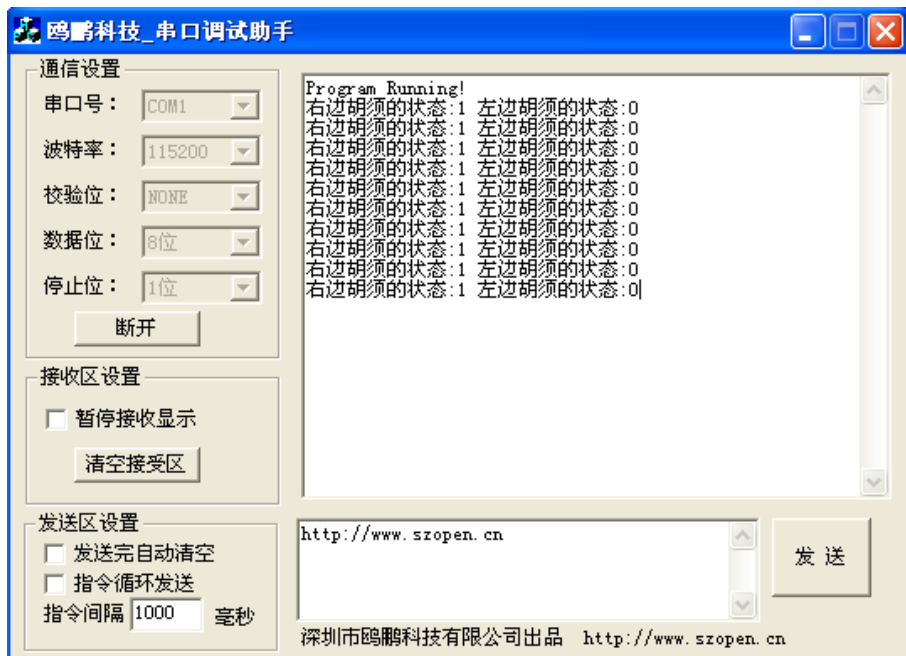 鸥鹏科技_串口调试助手
通信设置
串口号：
COM1
波特率：
115200
校验位：
NONE
数据位：
8位
停止位：
1位
断开
接收区设置
暂停接收显示
清空接受区
发送区设置
发送完自动清空
指令循环发送
指令间隔 1000 毫秒
Program Running!
右边胡须的状态:1 左边胡须的状态:0
右边胡须的状态:1 左边胡须的状态:0
右边胡须的状态:1 左边胡须的状态:0
右边胡须的状态:1 左边胡须的状态:0
右边胡须的状态:1 左边胡须的状态:0
右边胡须的状态:1 左边胡须的状态:0
右边胡须的状态:1 左边胡须的状态:0
右边胡须的状态:1 左边胡须的状态:0
右边胡须的状态:1 左边胡须的状态:0
右边胡须的状态:1 左边胡须的状态:0
http://www.szopen.cn
发 送
深圳市鸥鹏科技有限公司出品 http://www.szopen.cn